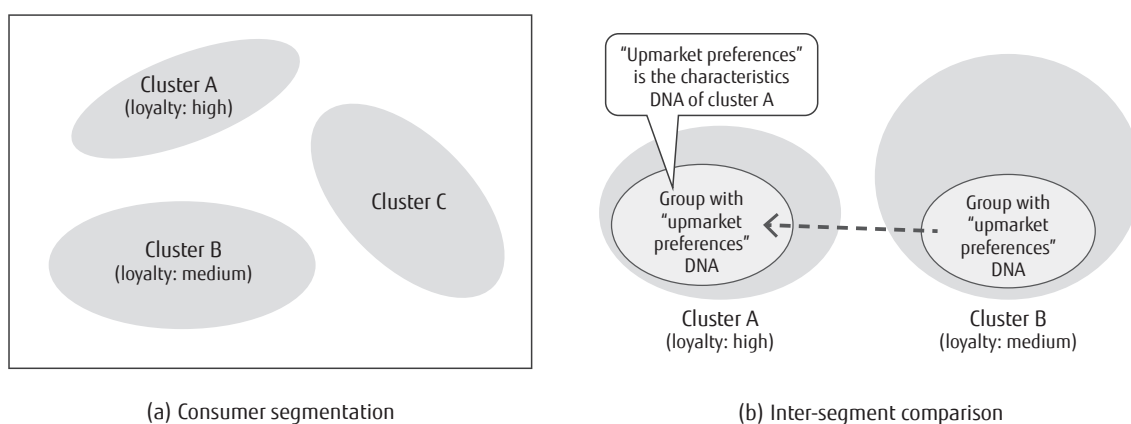 Cluster A
(loyalty: high)
Cluster C
Cluster B
(loyalty: medium)
(a) Consumer segmentation
“Upmarket preferences”
is the characteristics
DNA of cluster A
Group with
“upmarket
preferences”
DNA
Group with
“upmarket
preferences”
DNA
Cluster A
(loyalty: high)
Cluster B
(loyalty: medium)
(b) Inter-segment comparison